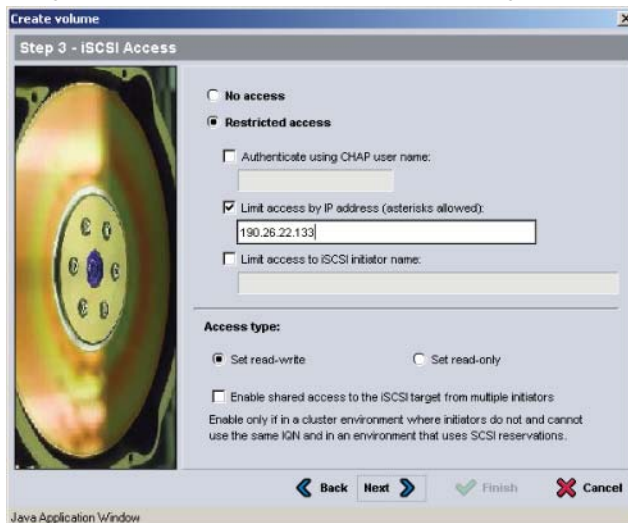 Create volume
Step 3 - iSCSI Access
No access
Restricted access
Authenticate using CHAP user name:
Limit access by IP address (asterisks allowed):
190.26.22.133
Limit access to iSCSI initiator name:
Access type:
Set read-write
Set read-only
Enable shared access to the iSCSI target from multiple initiators
Enable only if in a cluster environment where initiators do not and cannot
use the same IQN and in an environment that uses SCSI reservations.
Back Next Finish Cancel
Java Application Window